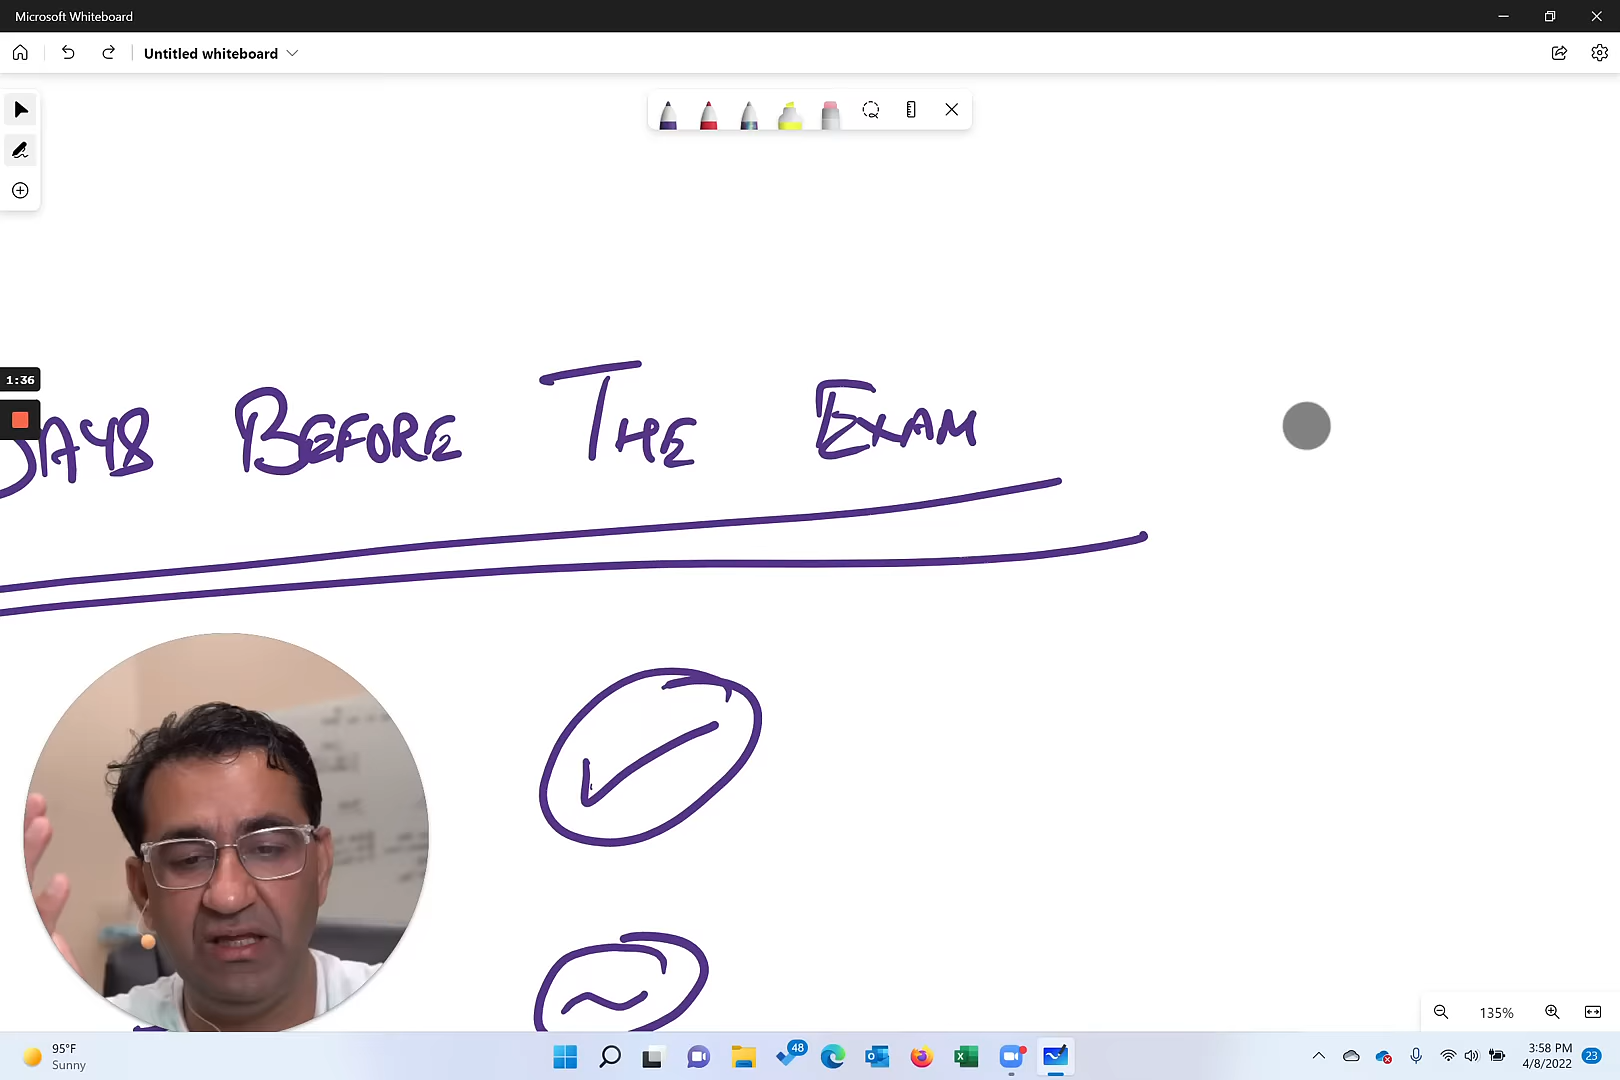 Microsoft Whiteboard
Untitled whiteboard
1:36
DAYS BEFORE THE EXAM
135%
95°F
Sunny
48
3:58 PM
4/8/2022
23